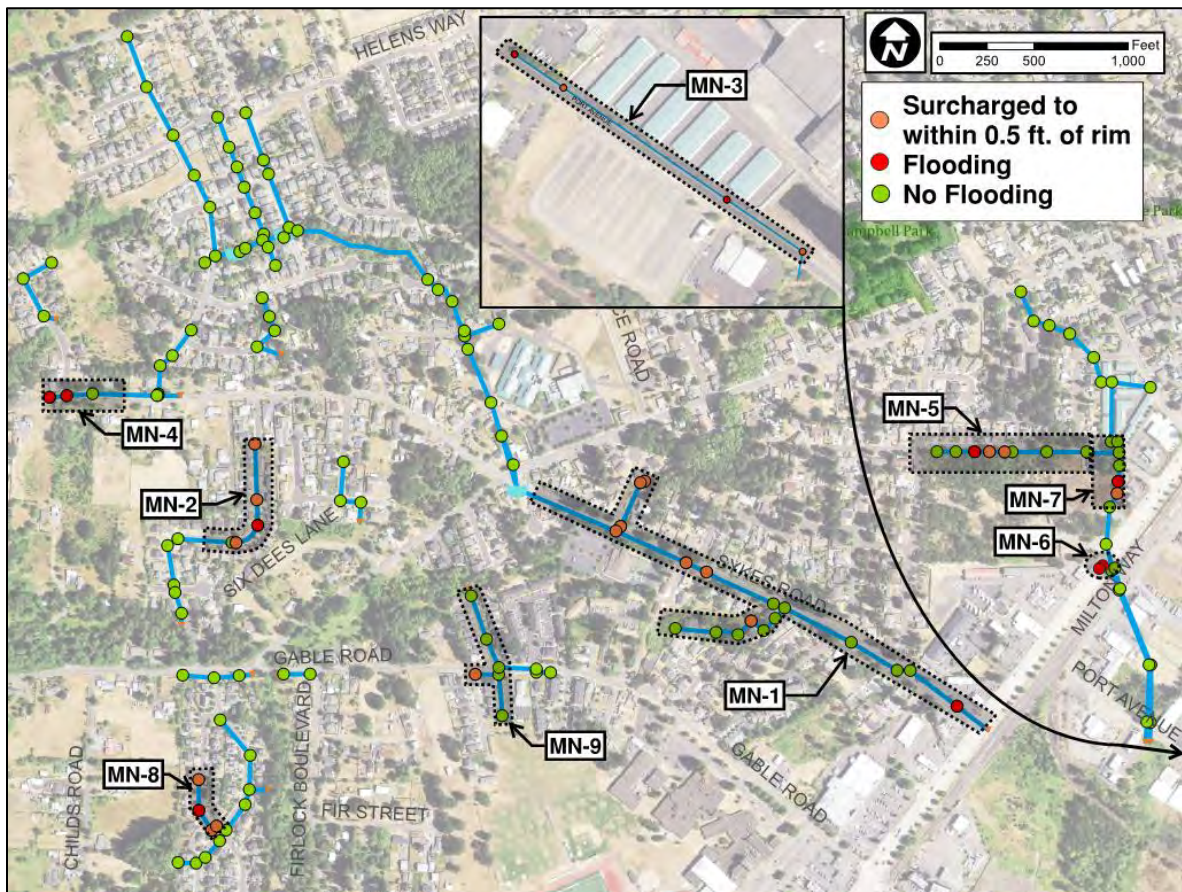 HELENS WAY
MN-3
PORT AVENUE
N
Feet
0 250 500 1,000
Surcharged to
within 0.5 ft. of rim
Flooding
No Flooding
Campbell Park
Park
CE ROAD
MN-4
MN-5
MN-2
MN-7
SIX DEES LANE
MN-6
SYKES ROAD
MILTON WAY
GABLE ROAD
MN-1
PORT AVENUE
MN-9
MN-8
GABLE ROAD
CHILDS ROAD
FIRLOCK BOULEVARD
FIR STREET